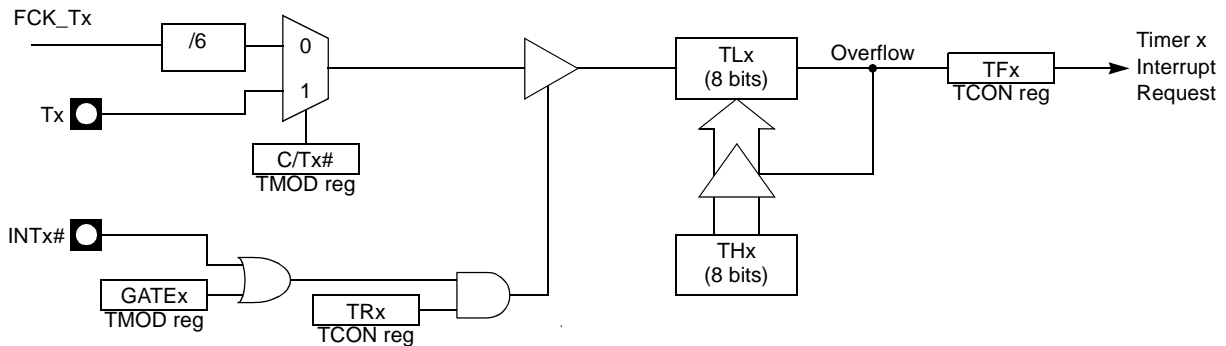 FCK_Tx
/6
0
1
Tx
C/Tx#
TMOD reg
INTx#
GATEx
TMOD reg
TRx
TCON reg
TLx
(8 bits)
THx
(8 bits)
Overflow
TFx
TCON reg
Timer x
Interrupt
Request